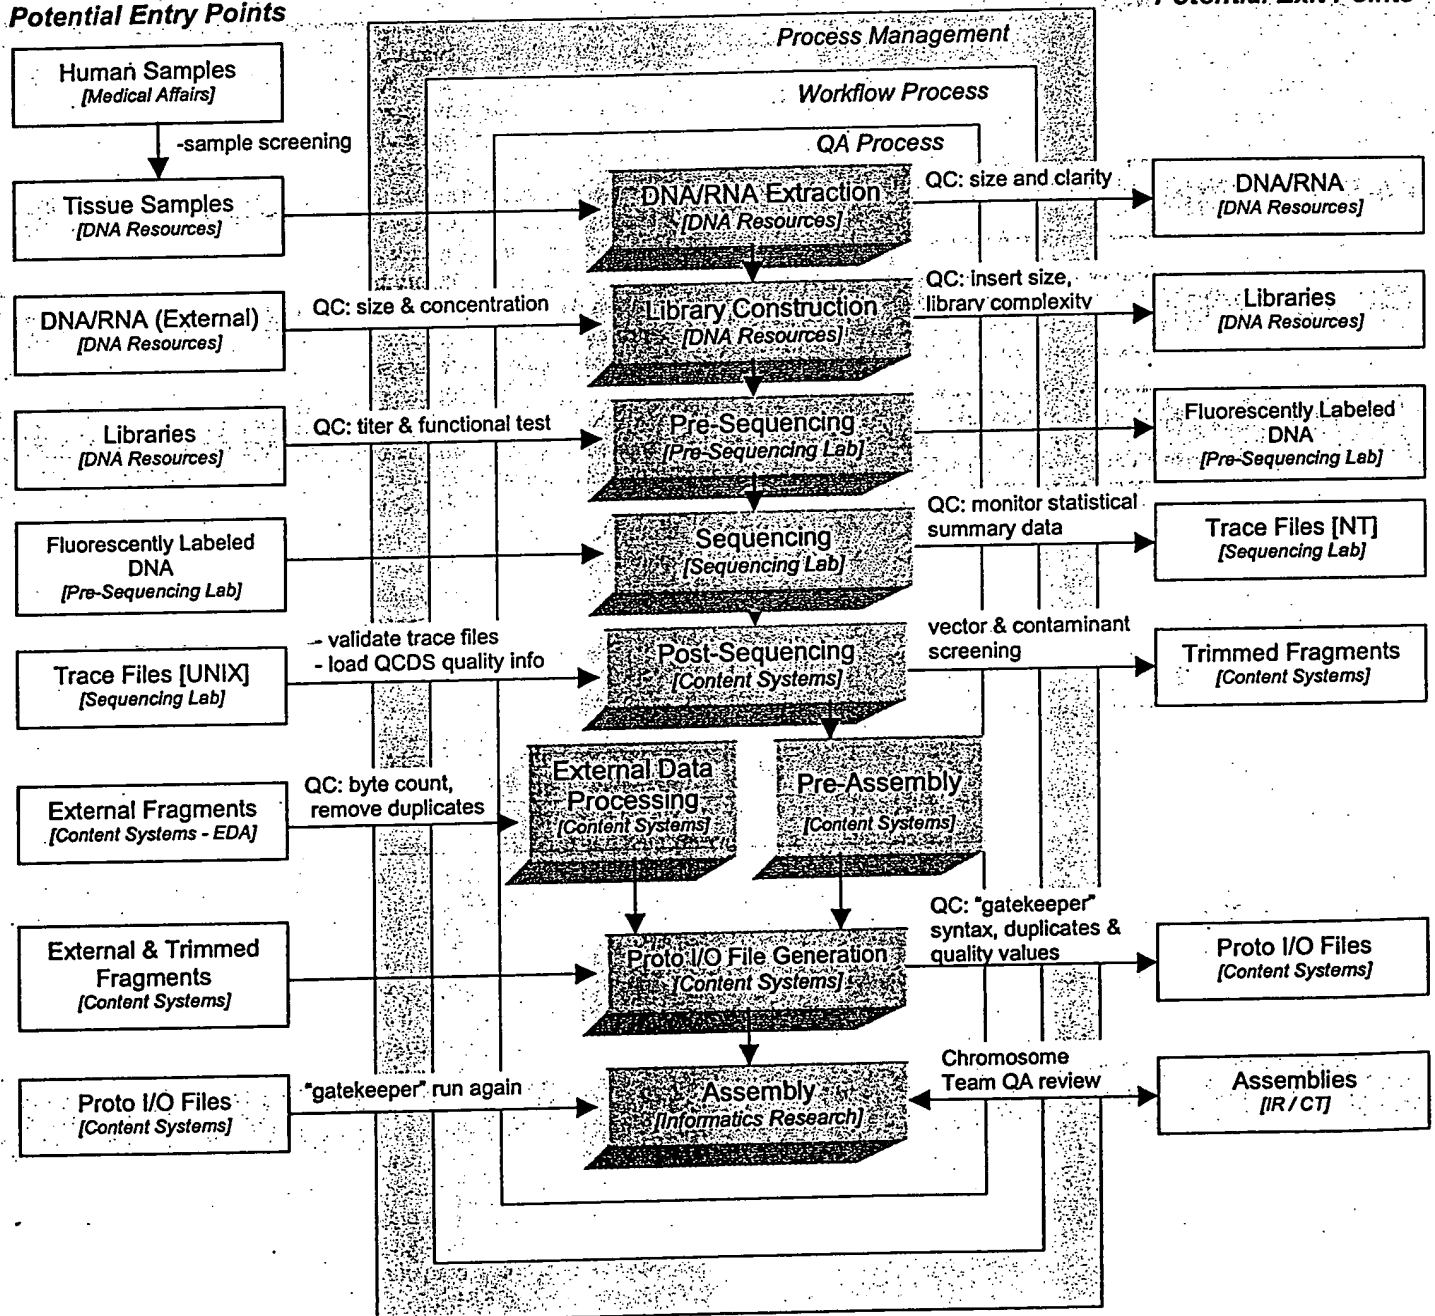 Potential Entry Points
Potential Exit Points
Process Management
Workflow Process
QA Process
Human Samples
[Medical Affairs]
-sample screening
Tissue Samples
[DNA Resources]
DNA/RNA Extraction
[DNA Resources]
QC: size and clarity
DNA/RNA
[DNA Resources]
DNA/RNA (External)
[DNA Resources]
QC: size & concentration
Library Construction
[DNA Resources]
QC: insert size,
library complexity
Libraries
[DNA Resources]
Libraries
[DNA Resources]
QC: titer & functional test
Pre-Sequencing
[Pre-Sequencing Lab]
Fluorescently Labeled
DNA
[Pre-Sequencing Lab]
Fluorescently Labeled
DNA
[Pre-Sequencing Lab]
Sequencing
[Sequencing Lab]
QC: monitor statistical
summary data
Trace Files [NT]
[Sequencing Lab]
Trace Files [UNIX]
[Sequencing Lab]
- validate trace files
- load QCDS quality info
Post-Sequencing
[Content Systems]
vector & contaminant
screening
Trimmed Fragments
[Content Systems]
External Fragments
[Content Systems - EDA]
QC: byte count,
remove duplicates
External Data
Processing
[Content Systems]
Pre-Assembly
[Content Systems]
External & Trimmed
Fragments
[Content Systems]
Proto I/O File Generation
[Content Systems]
QC: "gatekeeper"
syntax, duplicates &
quality values
Proto I/O Files
[Content Systems]
Proto I/O Files
[Content Systems]
"gatekeeper" run again
Assembly
[Informatics Research]
Chromosome
Team QA review
Assemblies
[IR / CT]